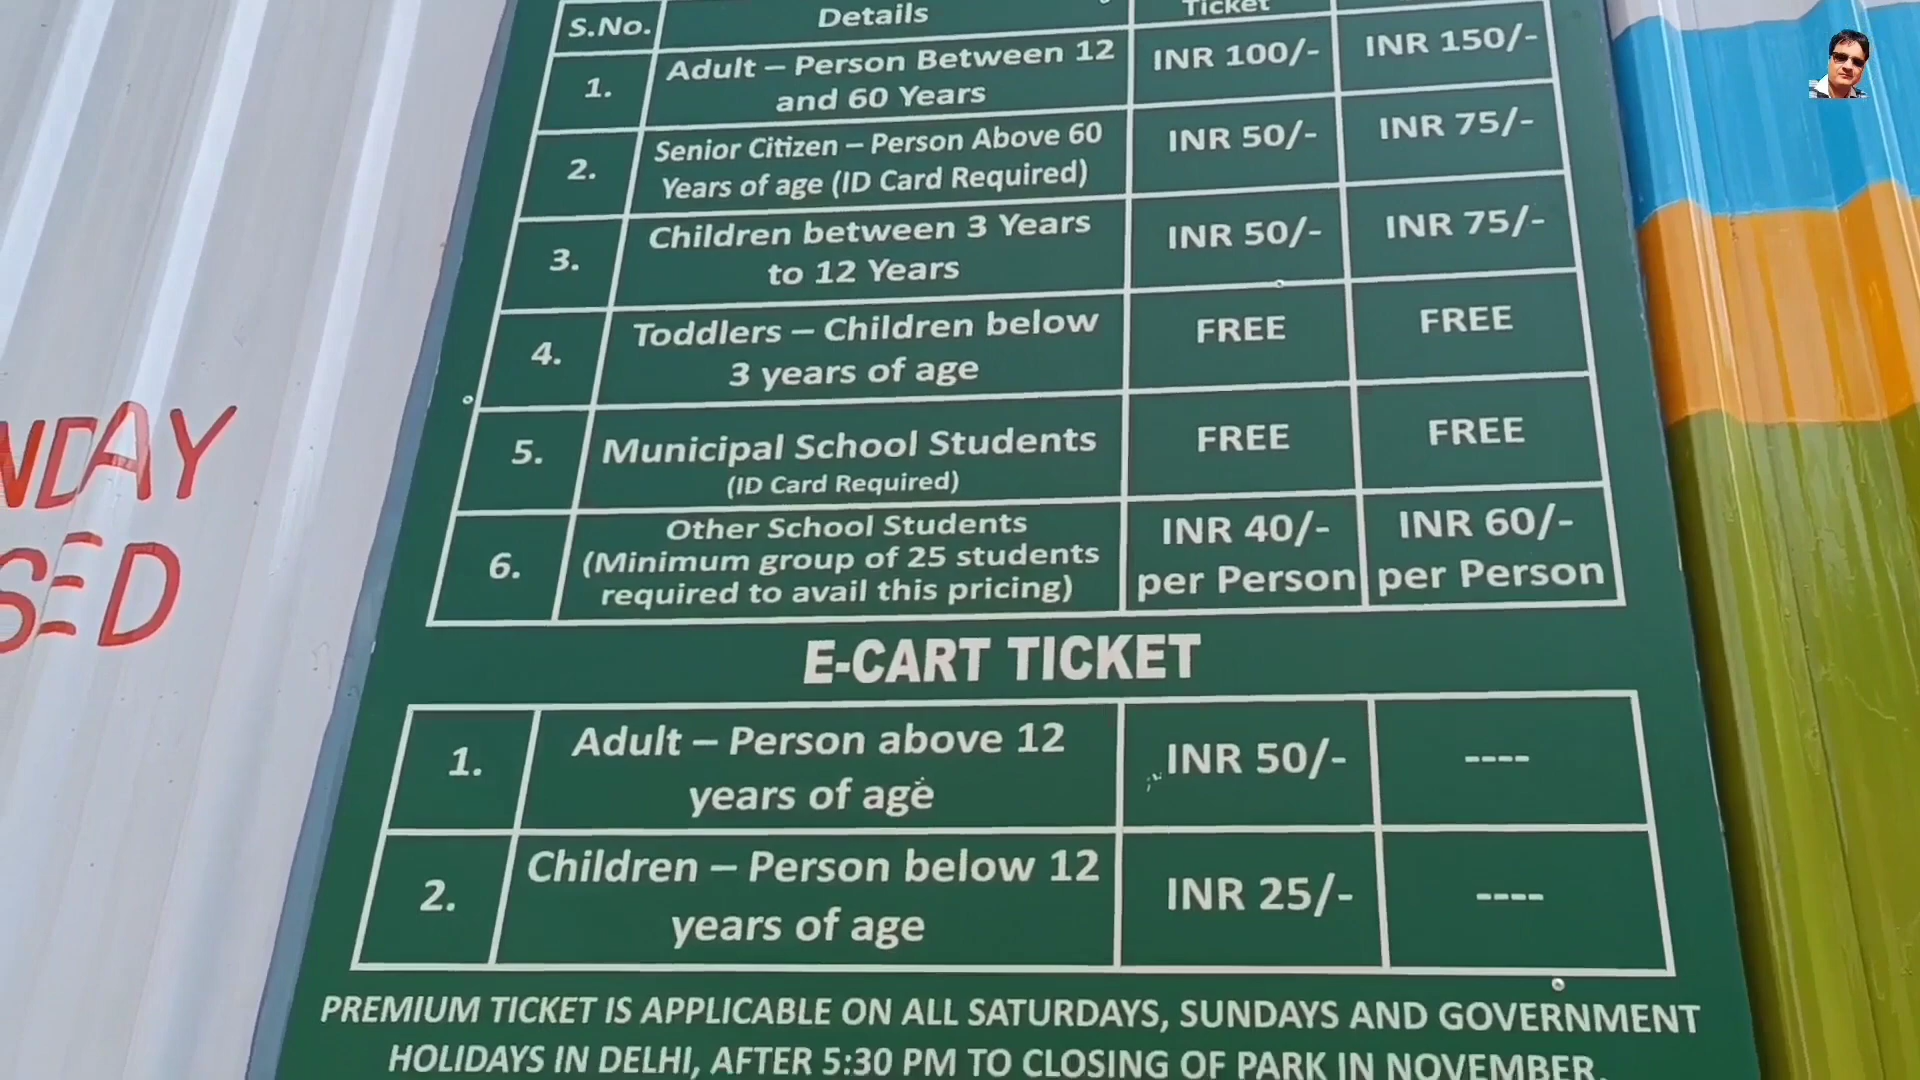 S.No. Details Ticket
1. Adult – Person Between 12 and 60 Years INR 100/- INR 150/-
2. Senior Citizen – Person Above 60 Years of age (ID Card Required) INR 50/- INR 75/-
3. Children between 3 Years to 12 Years INR 50/- INR 75/-
4. Toddlers – Children below 3 years of age FREE FREE
5. Municipal School Students (ID Card Required) FREE FREE
6. Other School Students (Minimum group of 25 students required to avail this pricing) INR 40/- per Person INR 60/- per Person
E-CART TICKET
1. Adult – Person above 12 years of age INR 50/- ----
2. Children – Person below 12 years of age INR 25/- ----
PREMIUM TICKET IS APPLICABLE ON ALL SATURDAYS, SUNDAYS AND GOVERNMENT
HOLIDAYS IN DELHI, AFTER 5:30 PM TO CLOSING OF PARK IN NOVEMBER,
NDAY
SED